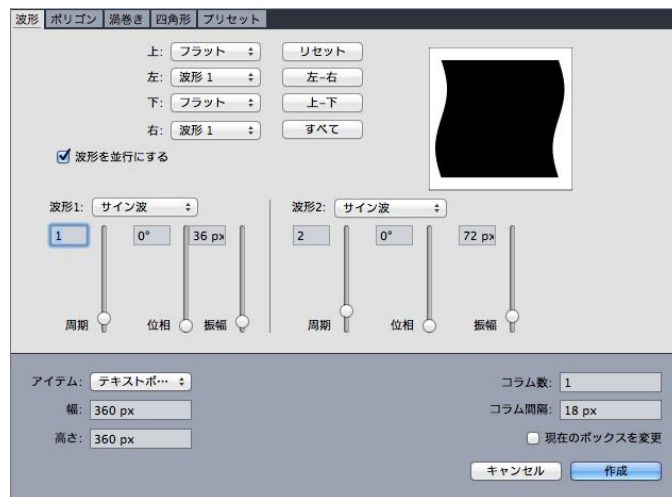 波形 ポリゴン 渦巻き 四角形 プリセット
上: フラット リセット
左: 波形 1 左-右
下: フラット 上-下
右: 波形 1 すべて
波形を並行にする
波形1: サイン波
1 0° 36 px
周期 位相 振幅
波形2: サイン波
2 0° 72 px
周期 位相 振幅
アイテム: テキストボ…
幅: 360 px
高さ: 360 px
コラム数: 1
コラム間隔: 18 px
現在のボックスを変更
キャンセル 作成